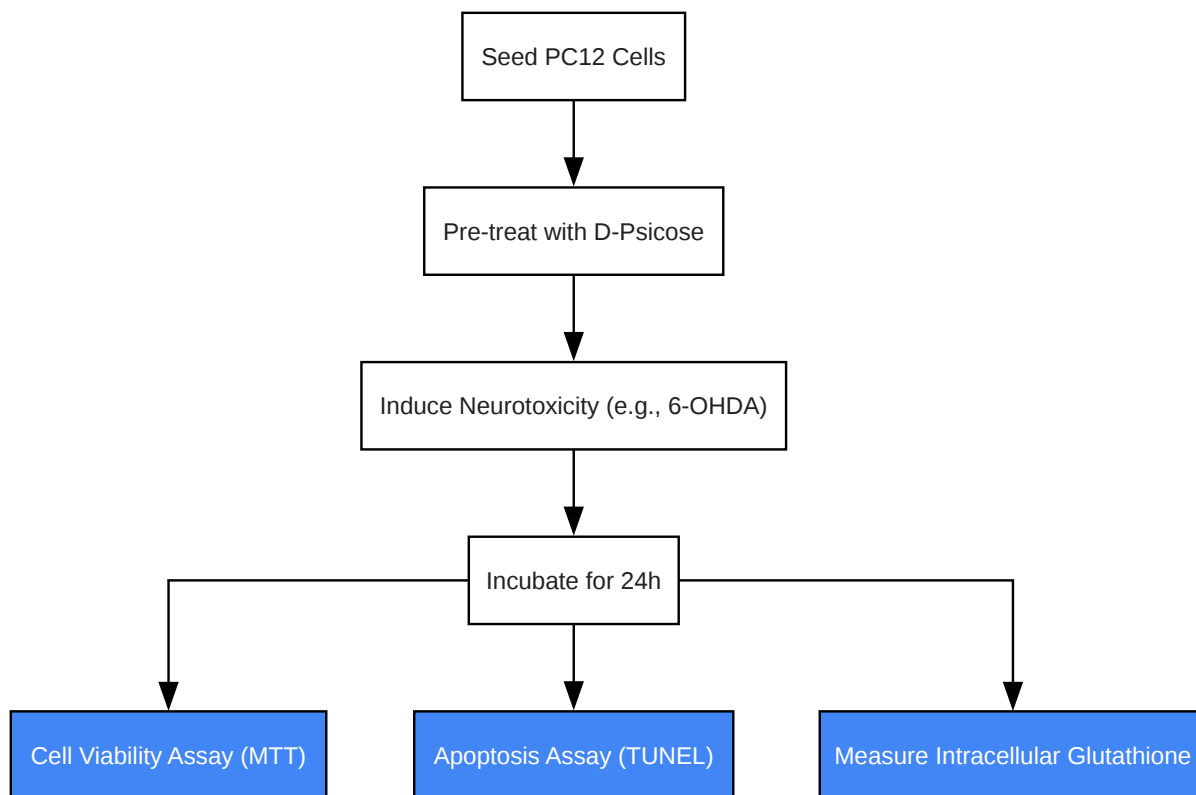 Seed PC12 Cells
Pre-treat with D-Psicose
Induce Neurotoxicity (e.g., 6-OHDA)
Incubate for 24h
Cell Viability Assay (MTT)
Apoptosis Assay (TUNEL)
Measure Intracellular Glutathione